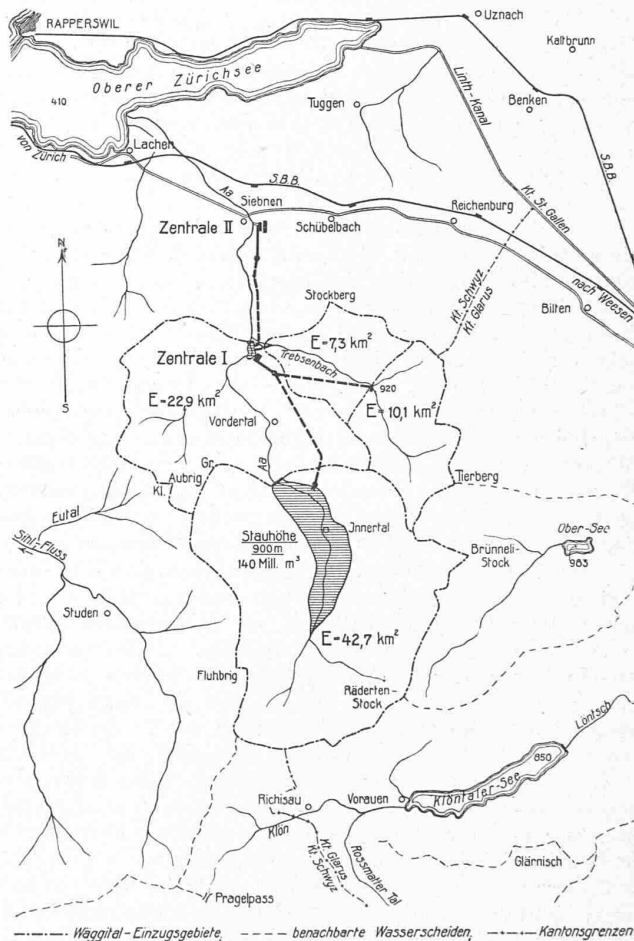 Uznach
RAPPERSWIL
Kaltbrunn
Oberer Zürichsee
Linth-Kanal
410
Tuggen
Benken
von Zürich
Lachen
S.B.B.
S.B.B.
Aa
Siebnen
Reichenburg
Kt. St. Gallen
Zentrale II
Schübelbach
N
nach Weesen
Kt. Schwyz
Kt. Glarus
Stockberg
Bilten
E=7,3 km²
Zentrale I
Trebsenbach
920
S
E=22,9 km²
E=10,1 km²
Vordertal
Aa
Gr.
Aubrig
Kl.
Tierberg
Eutal
Sihl-Fluss
Stauhöhe
900 m
140 Mill. m³
Jnnertal
Ober-See
Brünneli-
Stock
983
Studen
E=42,7 km²
Fluhbrig
Räderten-
Stock
Löntsch
850
Klöntaler-See
Richisau
Vorauen
Klön
Kt. Glarus
Kt. Schwyz
Rossmatter Tal
Glärnisch
Pragelpass
Wäggital-Einzugsgebiete, benachbarte Wasserscheiden, Kantonsgrenzen